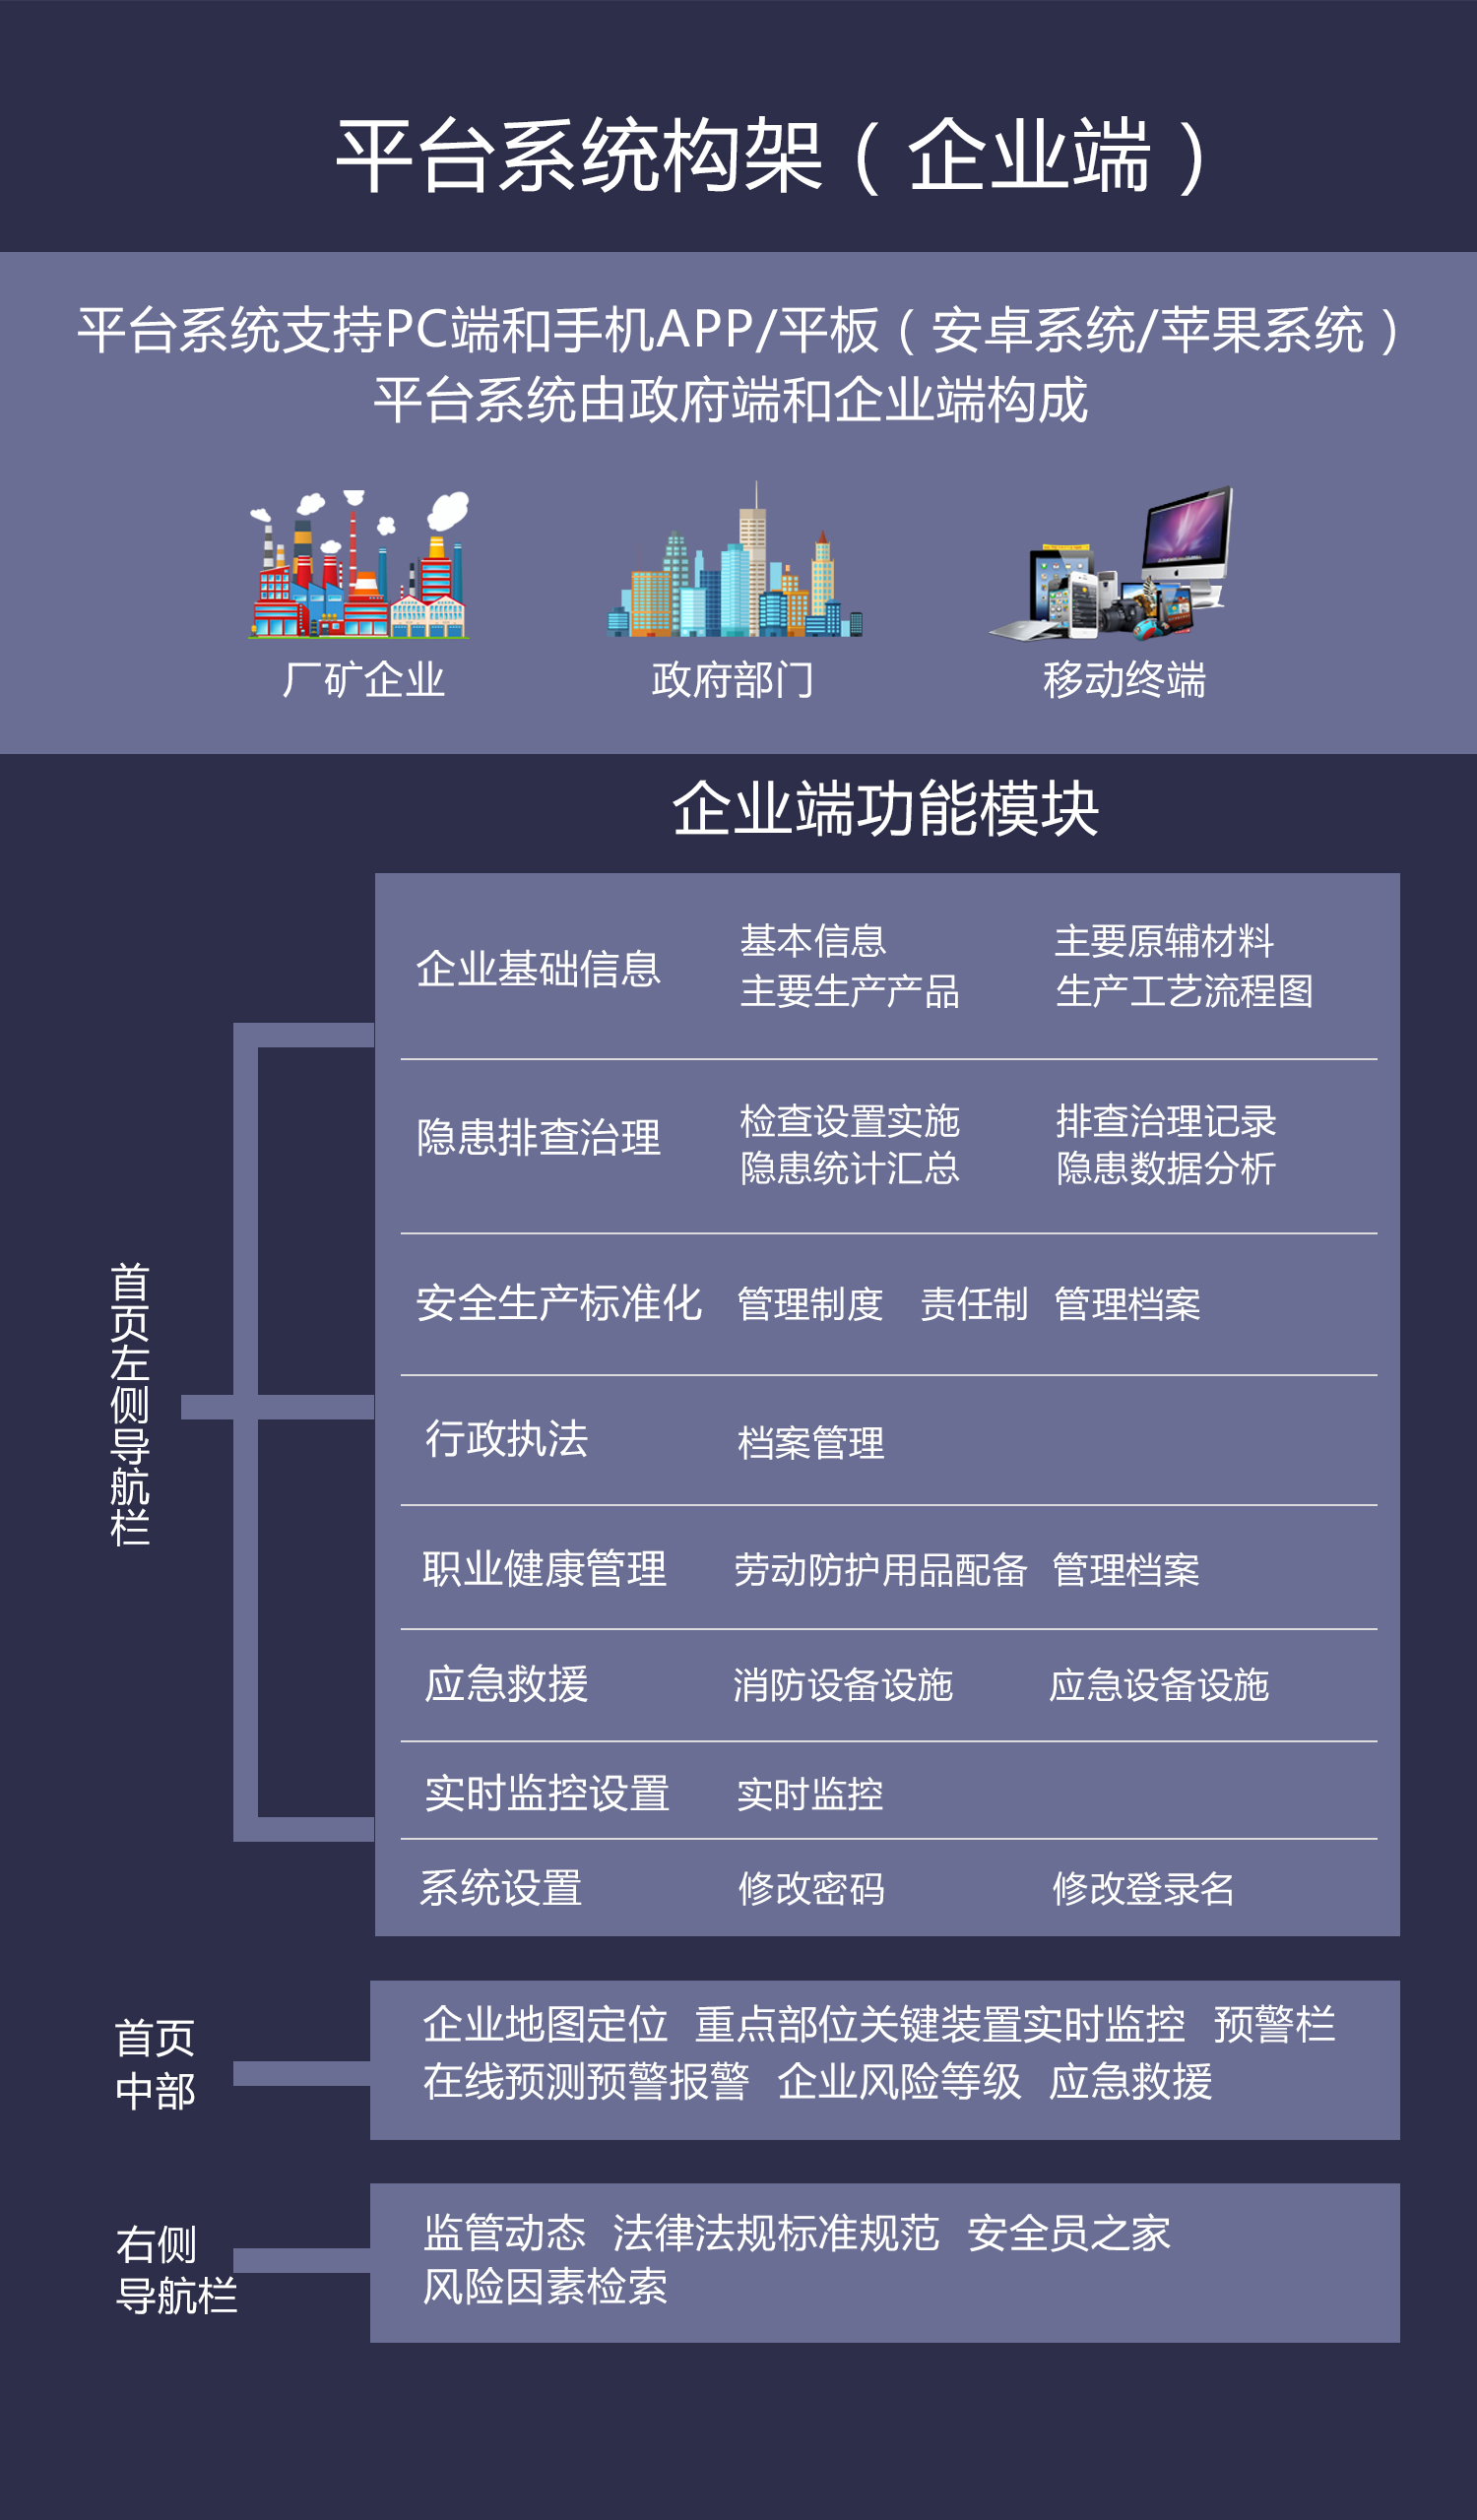 平台系统构架（企业端）
平台系统支持PC端和手机APP/平板（安卓系统/苹果系统）
平台系统由政府端和企业端构成
厂矿企业 政府部门 移动终端
企业端功能模块
首页左侧导航栏
企业基础信息
基本信息 主要原辅材料
主要生产产品 生产工艺流程图
隐患排查治理
检查设置实施 排查治理记录
隐患统计汇总 隐患数据分析
安全生产标准化 管理制度 责任制 管理档案
行政执法 档案管理
职业健康管理 劳动防护用品配备 管理档案
应急救援 消防设备设施 应急设备设施
实时监控设置 实时监控
系统设置 修改密码 修改登录名
首页
中部
企业地图定位 重点部位关键装置实时监控 预警栏
在线预测预警报警 企业风险等级 应急救援
右侧
导航栏
监管动态 法律法规标准规范 安全员之家
风险因素检索